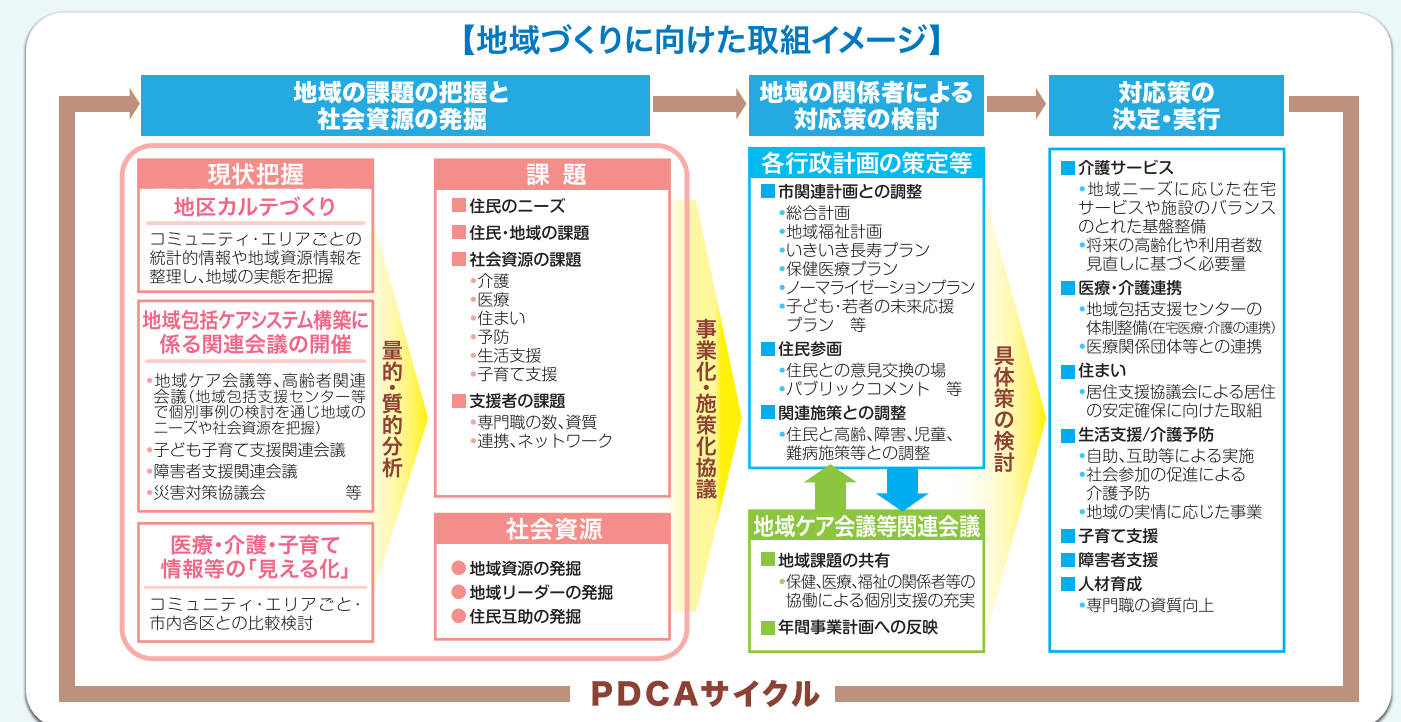 【地域づくりに向けた取組イメージ】
地域の課題の把握と
社会資源の発掘
現状把握
地区カルテづくり
コミュニティ・エリアごとの
統計的情報や地域資源情報を
整理し、地域の実態を把握
地域包括ケアシステム構築に
係る関連会議の開催
•地域ケア会議等、高齢者関連
会議(地域包括支援センター等
で個別事例の検討を通じ地域の
ニーズや社会資源を把握)
•子ども子育て支援関連会議
•障害者支援関連会議
•災害対策協議会 等
医療・介護・子育て
情報等の「見える化」
コミュニティ・エリアごと・
市内各区との比較検討
量的・質的分析
課題
■住民のニーズ
■住民・地域の課題
■社会資源の課題
•介護
•医療
•住まい
•予防
•生活支援
•子育て支援
■支援者の課題
•専門職の数、資質
•連携、ネットワーク
社会資源
●地域資源の発掘
●地域リーダーの発掘
●住民互助の発掘
事業化・施策化協議
地域の関係者による
対応策の検討
各行政計画の策定等
■市関連計画との調整
•総合計画
•地域福祉計画
•いきいき長寿プラン
•保健医療プラン
•ノーマライゼーションプラン
•子ども・若者の未来応援
プラン 等
■住民参画
•住民との意見交換の場
•パブリックコメント 等
■関連施策との調整
•住民と高齢、障害、児童、
難病施策等との調整
地域ケア会議等関連会議
■地域課題の共有
•保健、医療、福祉の関係者等の
協働による個別支援の充実
■年間事業計画への反映
具体策の検討
対応策の
決定・実行
■介護サービス
•地域ニーズに応じた在宅
サービスや施設のバランス
のとれた基盤整備
•将来の高齢化や利用者数
見直しに基づく必要量
■医療・介護連携
•地域包括支援センターの
体制整備(在宅医療・介護の連携)
•医療関係団体等との連携
■住まい
•居住支援協議会による居住
の安定確保に向けた取組
■生活支援/介護予防
•自助、互助等による実施
•社会参加の促進による
介護予防
•地域の実情に応じた事業
■子育て支援
■障害者支援
■人材育成
•専門職の資質向上
PDCAサイクル